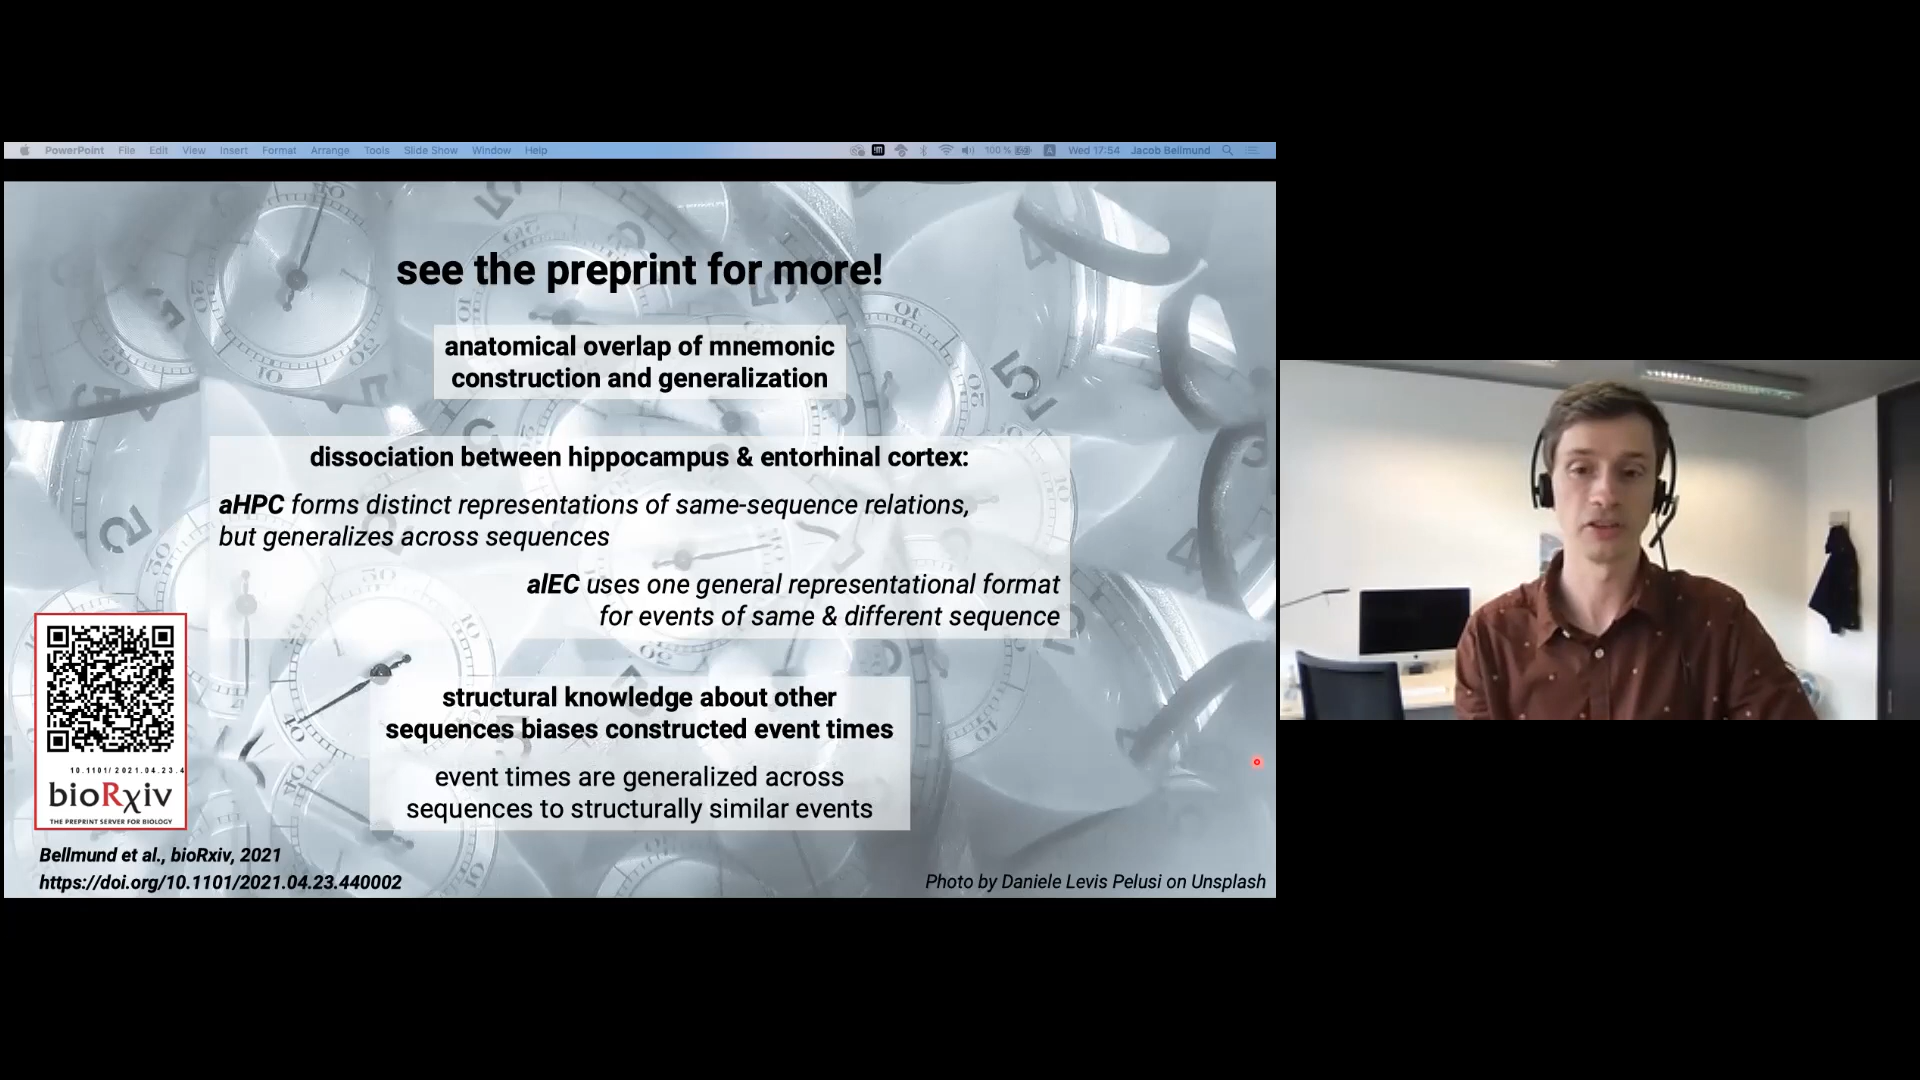 PowerPoint File Edit View Insert Format Arrange Tools Slide Show Window Help 100% A Wed 17:54 Jacob Bellmund
see the preprint for more!
anatomical overlap of mnemonic
construction and generalization
dissociation between hippocampus & entorhinal cortex:
aHPC forms distinct representations of same-sequence relations,
but generalizes across sequences
alEC uses one general representational format
for events of same & different sequence
structural knowledge about other
sequences biases constructed event times
event times are generalized across
sequences to structurally similar events
10.1101/2021.04.23.4
bioRxiv
THE PREPRINT SERVER FOR BIOLOGY
Bellmund et al., bioRxiv, 2021
https://doi.org/10.1101/2021.04.23.440002
Photo by Daniele Levis Pelusi on Unsplash